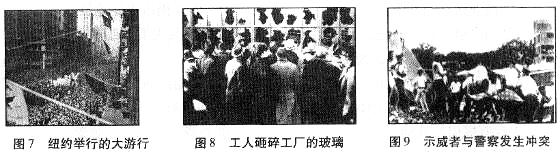 图7 纽约举行的大游行
图8 工人砸碎工厂的玻璃
图9 示威者与警察发生冲突